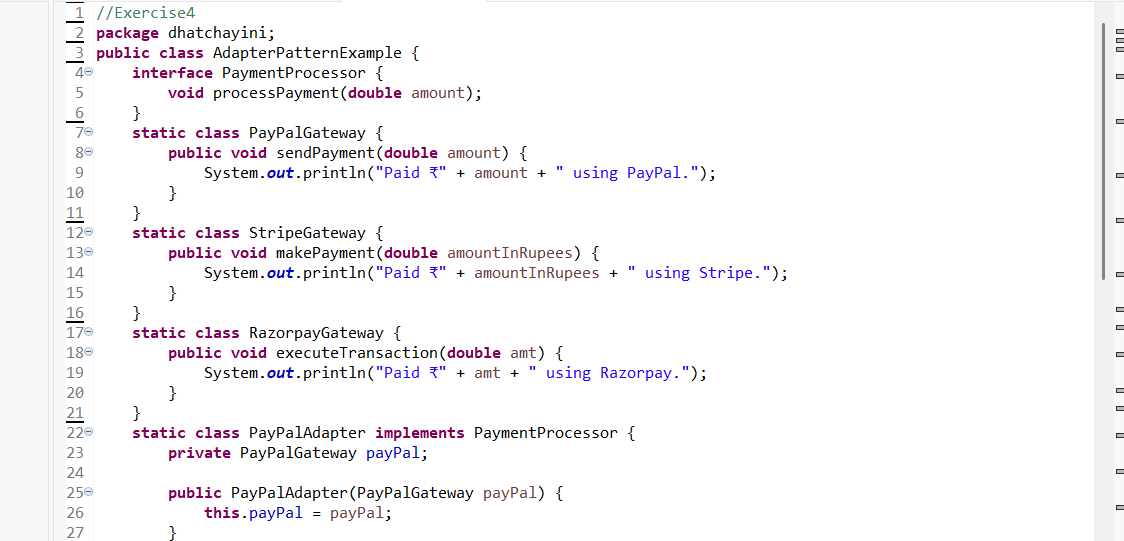 1 //Exercise4
2 package dhatchayini;
3 public class AdapterPatternExample {
4     interface PaymentProcessor {
5         void processPayment(double amount);
6     }
7     static class PayPalGateway {
8         public void sendPayment(double amount) {
9             System.out.println("Paid ₹" + amount + " using PayPal.");
10         }
11     }
12     static class StripeGateway {
13         public void makePayment(double amountInRupees) {
14             System.out.println("Paid ₹" + amountInRupees + " using Stripe.");
15         }
16     }
17     static class RazorpayGateway {
18         public void executeTransaction(double amt) {
19             System.out.println("Paid ₹" + amt + " using Razorpay.");
20         }
21     }
22     static class PayPalAdapter implements PaymentProcessor {
23         private PayPalGateway payPal;
24
25         public PayPalAdapter(PayPalGateway payPal) {
26             this.payPal = payPal;
27         }